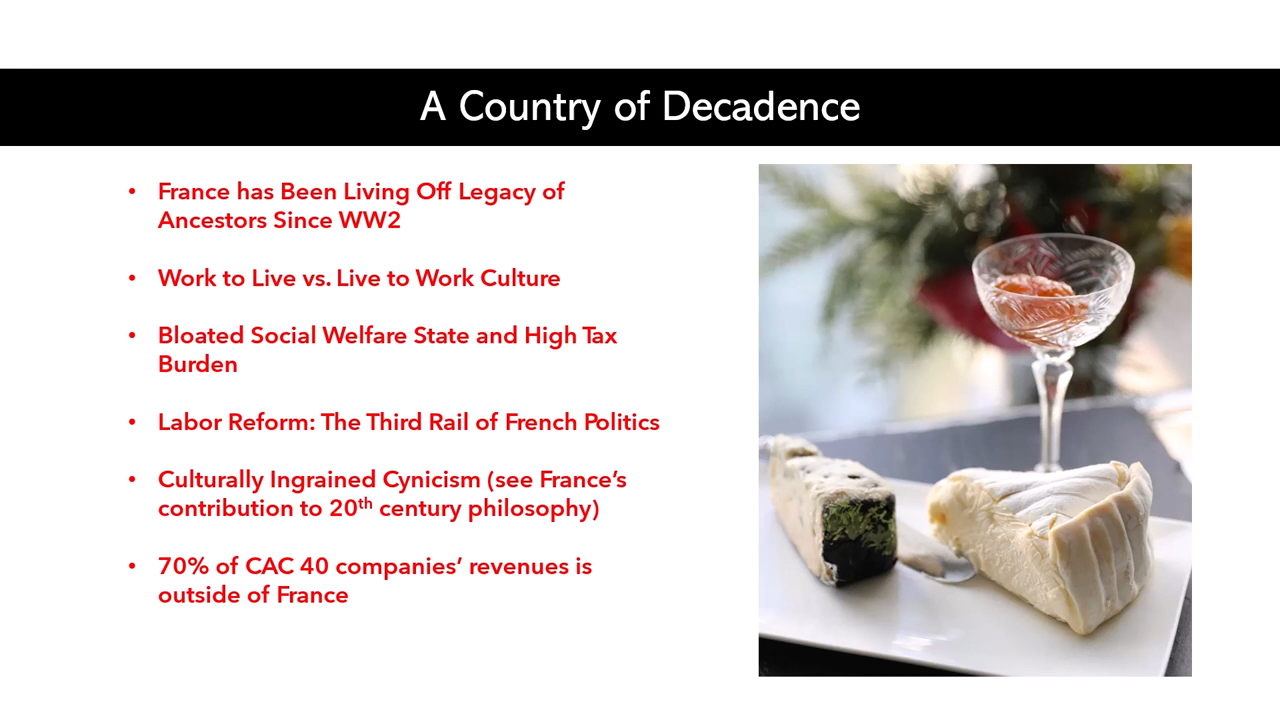 A Country of Decadence
• France has Been Living Off Legacy of
Ancestors Since WW2
• Work to Live vs. Live to Work Culture
• Bloated Social Welfare State and High Tax
Burden
• Labor Reform: The Third Rail of French Politics
• Culturally Ingrained Cynicism (see France’s
contribution to 20th century philosophy)
• 70% of CAC 40 companies’ revenues is
outside of France